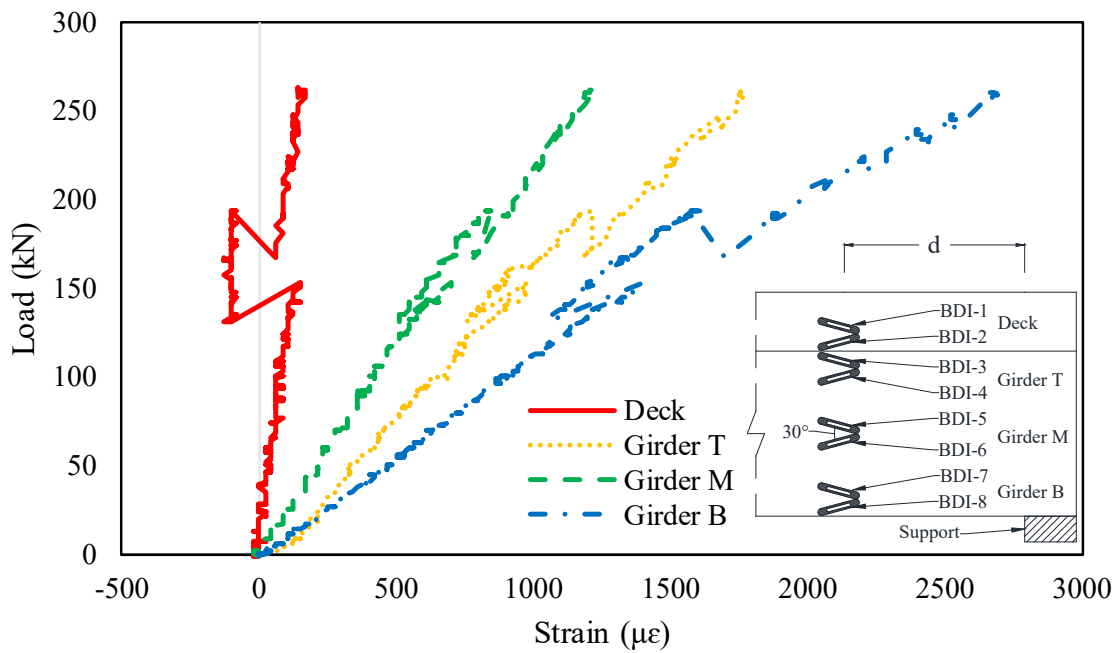 300
250
200
150
100
50
0
Load (kN)
-500 0 500 1000 1500 2000 2500 3000
Strain (µε)
Deck
Girder T
Girder M
Girder B
d
BDI-1
Deck
BDI-2
BDI-3
Girder T
BDI-4
BDI-5
30°
Girder M
BDI-6
BDI-7
Girder B
BDI-8
Support